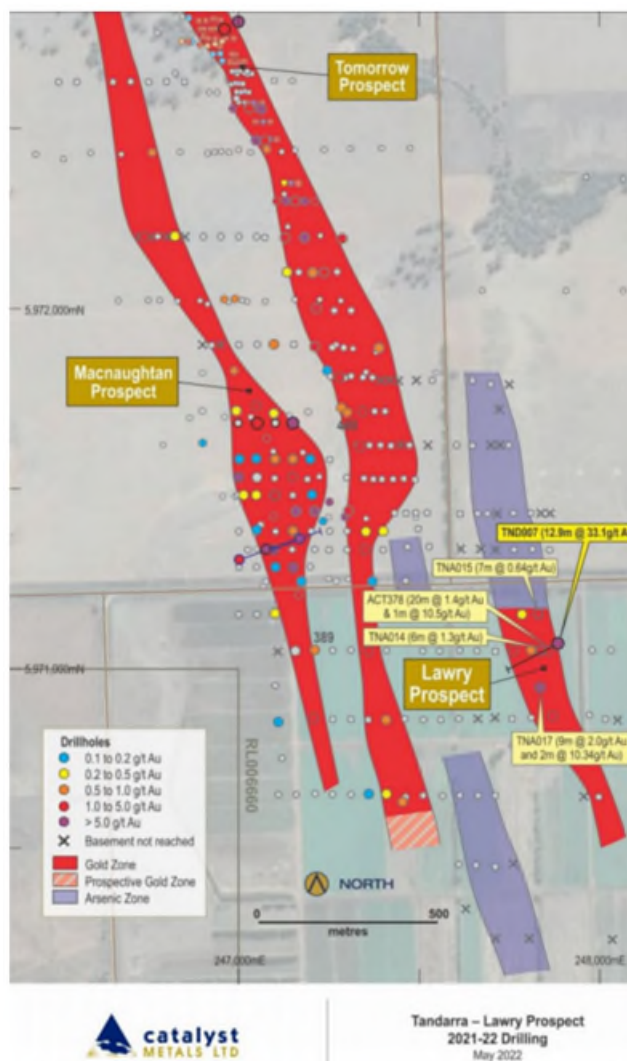 Tomorrow
Prospect
5,972,000mN
Macnaughtan
Prospect
TND007 (12.9m @ 33.1g/t A
TNA015 (7m @ 0.64g/t Au)
ACT378 (20m @ 1.4g/t Au
& 1m @ 10.5g/t Au)
389
TNA014 (6m @ 1.3g/t Au)
5,971,000mN
Lawry
Prospect
TNA017 (9m @ 2.0g/t Au
and 2m @ 10.34g/t Au)
RL006660
Drillholes
0.1 to 0.2 g/t Au
0.2 to 0.5 g/t Au
0.5 to 1.0 g/t Au
1.0 to 5.0 g/t Au
> 5.0 g/t Au
Basement not reached
Gold Zone
Prospective Gold Zone
Arsenic Zone
NORTH
0 500
metres
247,000mE
248,000mE
catalyst
METALS LTD
Tandarra – Lawry Prospect
2021-22 Drilling
May 2022